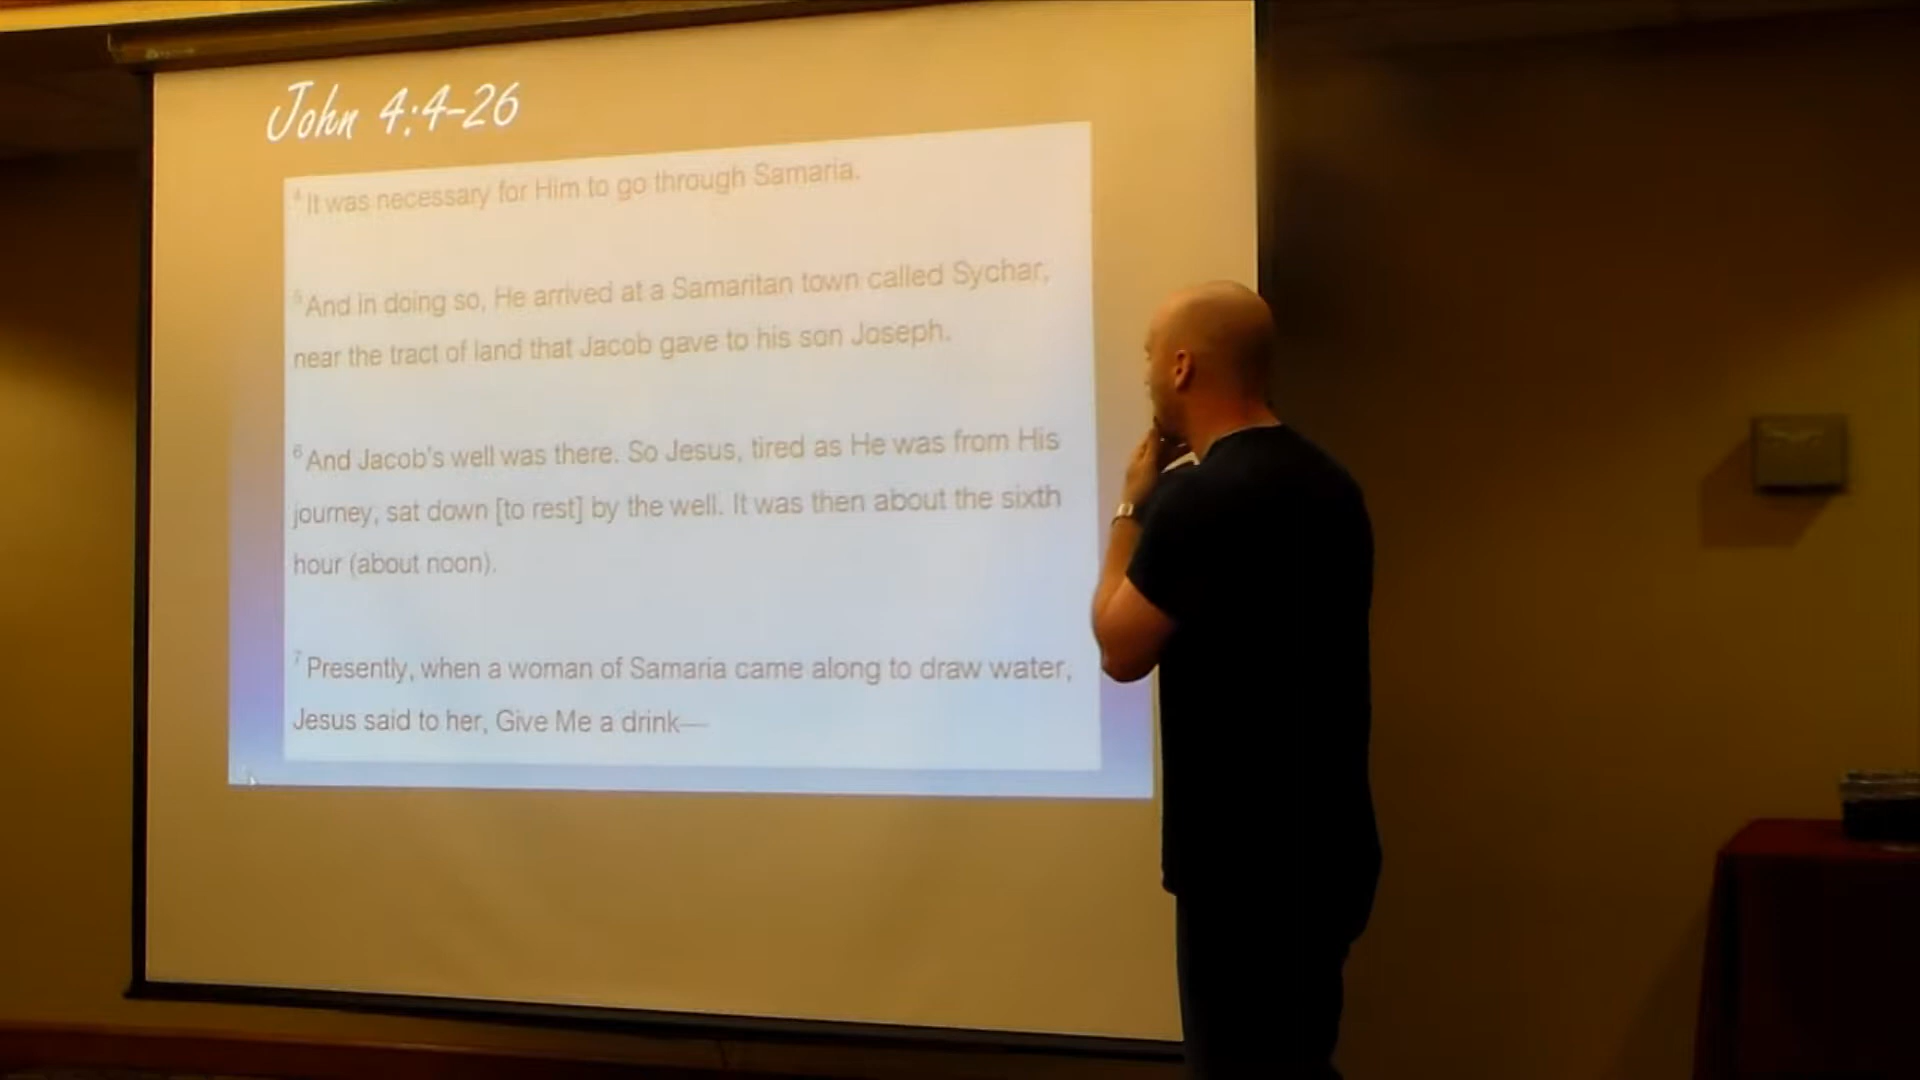 John 4:4-26
4 It was necessary for Him to go through Samaria.
5 And in doing so, He arrived at a Samaritan town called Sychar,
near the tract of land that Jacob gave to his son Joseph.
6 And Jacob's well was there. So Jesus, tired as He was from His
journey, sat down [to rest] by the well. It was then about the sixth
hour (about noon).
7 Presently, when a woman of Samaria came along to draw water,
Jesus said to her, Give Me a drink—